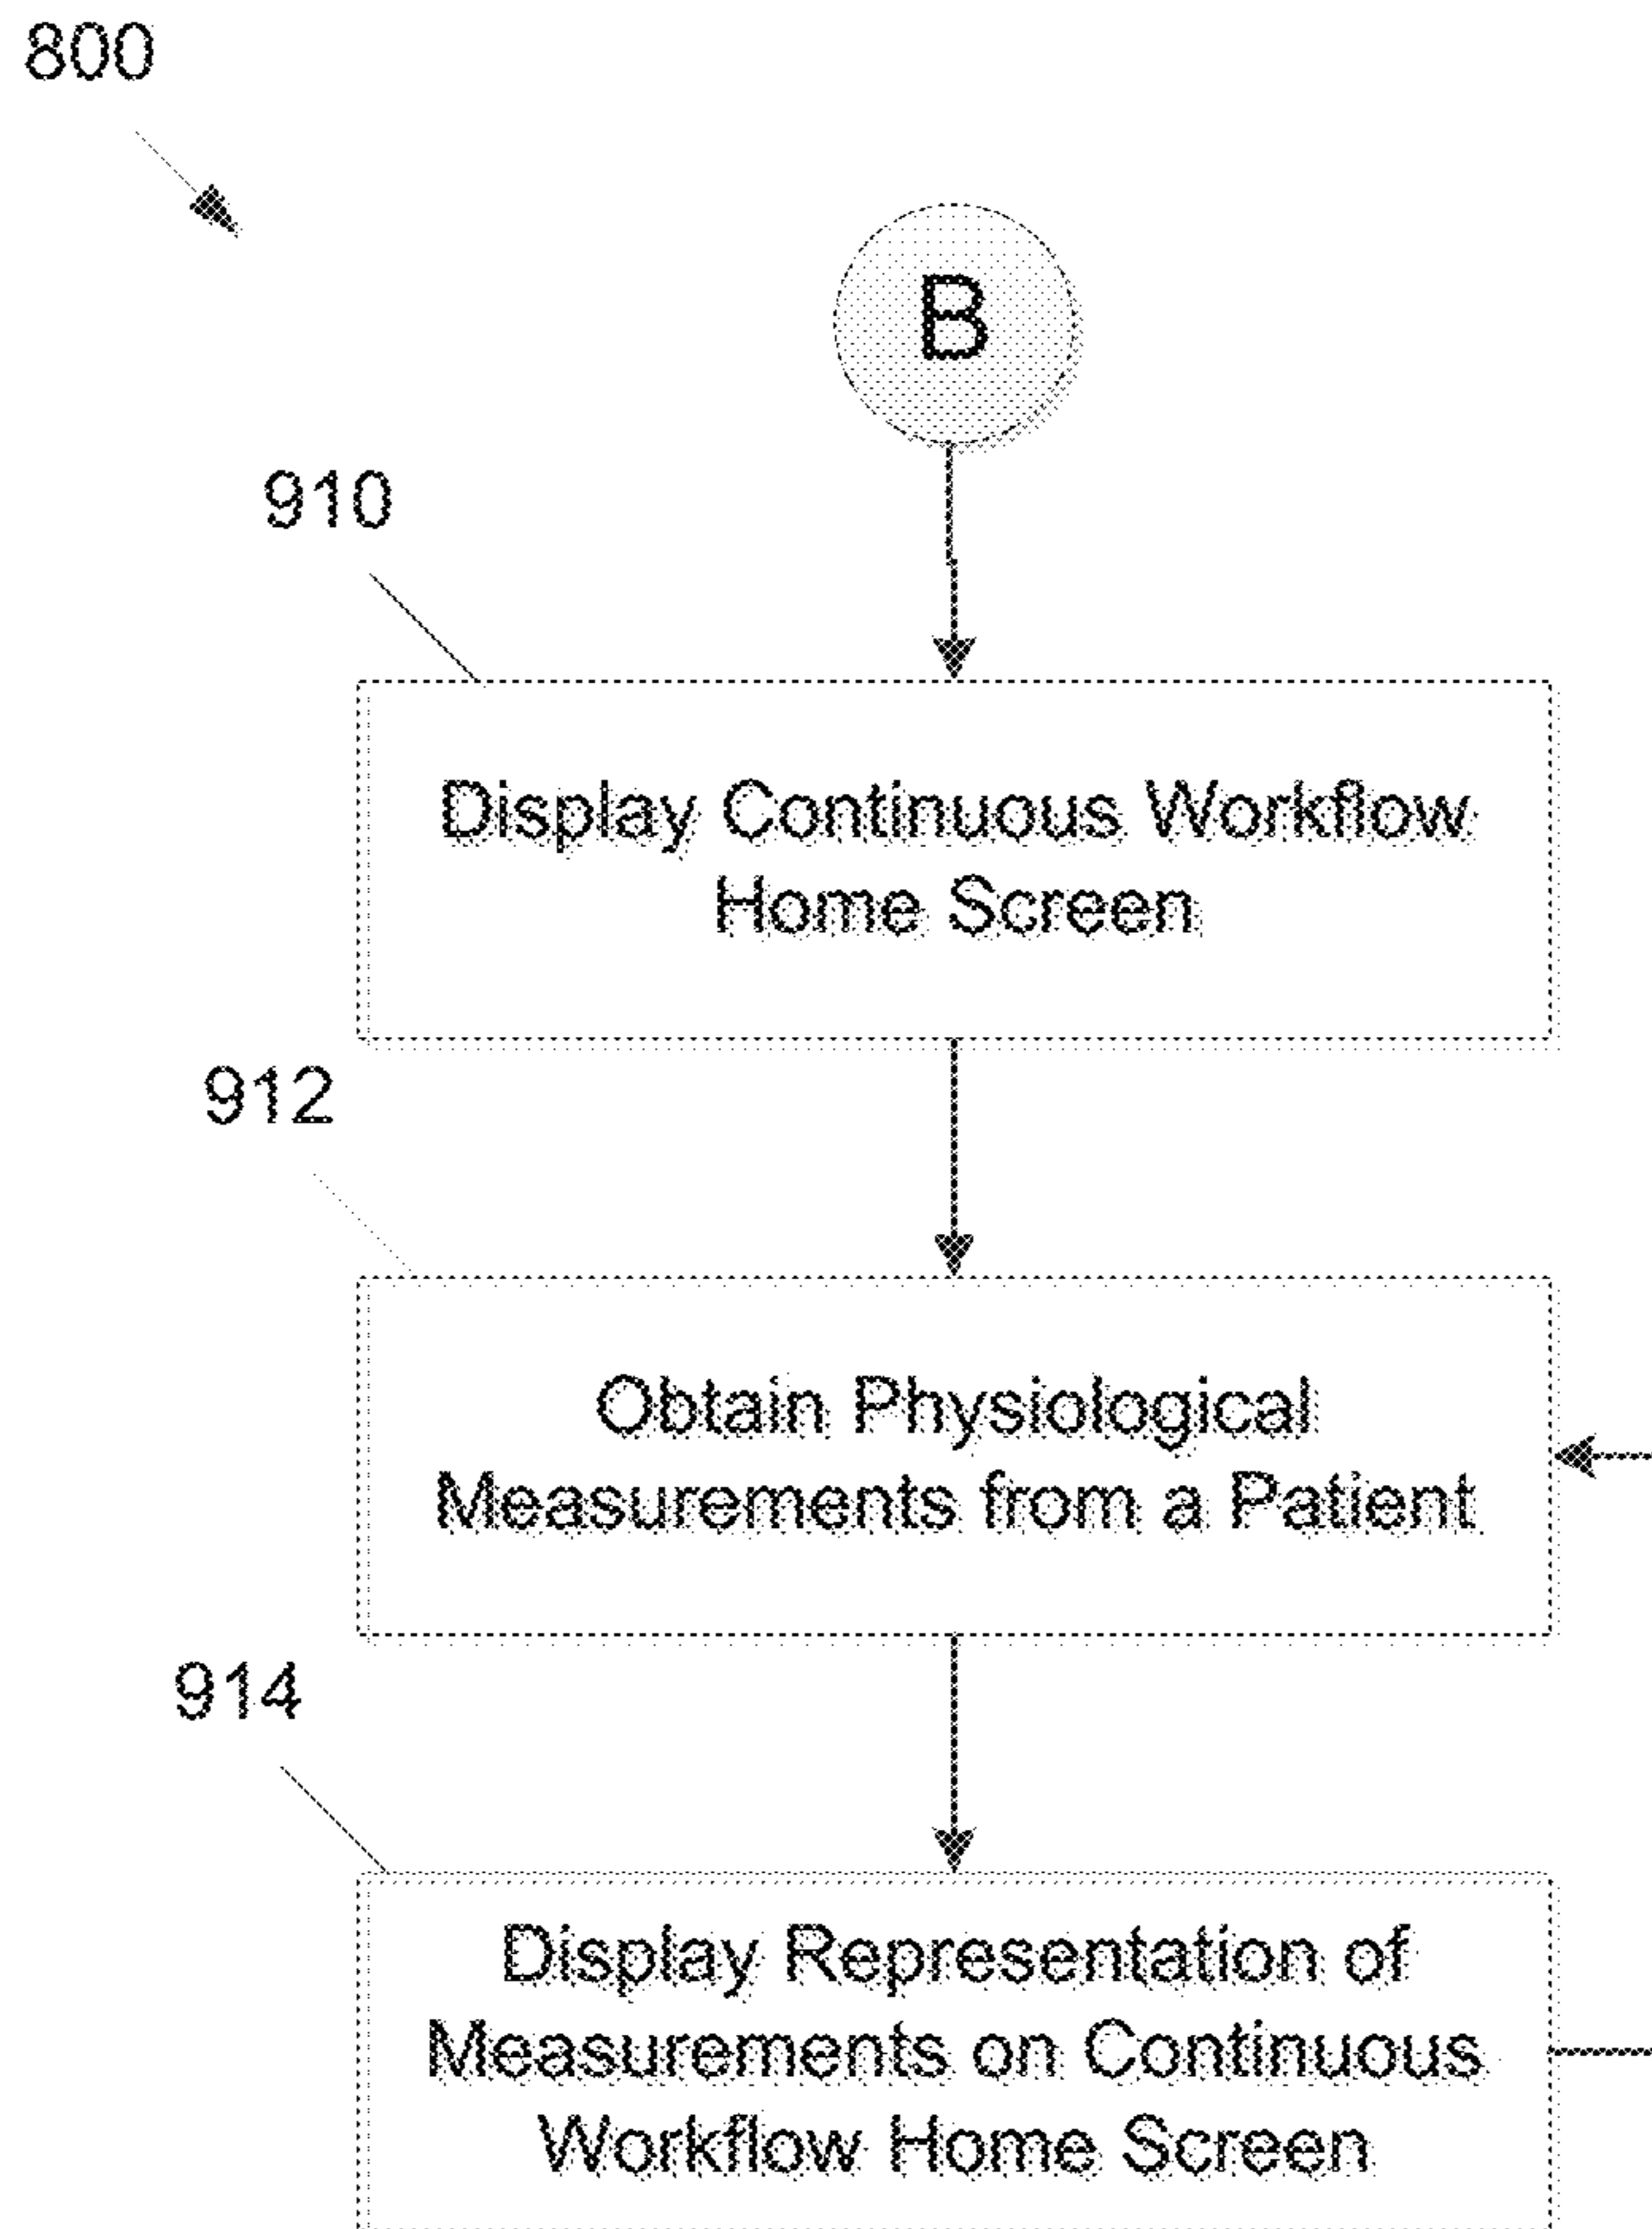 800
B
910
Display Continuous Workflow
Home Screen
912
Obtain Physiological
Measurements from a Patient
914
Display Representation of
Measurements on Continuous
Workflow Home Screen